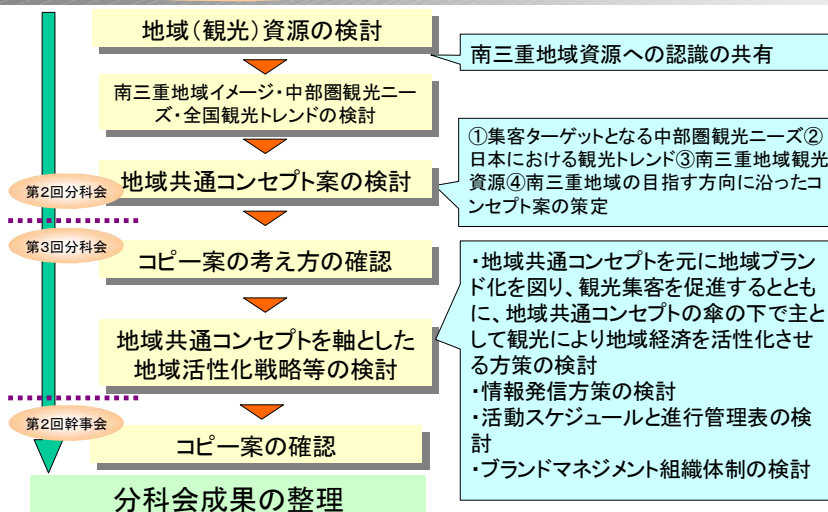 地域(観光)資源の検討
南三重地域資源への認識の共有
南三重地域イメージ・中部圏観光ニー
ズ・全国観光トレンドの検討
①集客ターゲットとなる中部圏観光ニーズ②
日本における観光トレンド③南三重地域観光
資源④南三重地域の目指す方向に沿ったコ
ンセプト案の策定
地域共通コンセプト案の検討
第2回分科会
第3回分科会
コピー案の考え方の確認
・地域共通コンセプトを元に地域ブラン
ド化を図り、観光集客を促進するととも
に、地域共通コンセプトの傘の下で主と
して観光により地域経済を活性化させ
る方策の検討
・情報発信方策の検討
・活動スケジュールと進行管理表の検
討
・ブランドマネジメント組織体制の検討
地域共通コンセプトを軸とした
地域活性化戦略等の検討
第2回幹事会
コピー案の確認
分科会成果の整理